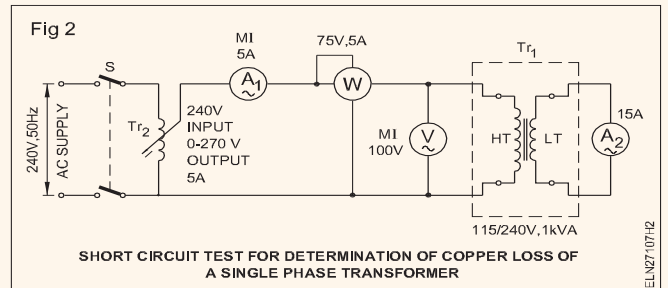 Fig 2
MI
5A
75V,5A
Tr1
S
A1
W
15A
240V,50Hz
AC SUPPLY
Tr2
240V
INPUT
0-270 V
OUTPUT
5A
MI
100V
V
HT
LT
A2
115/240V,1kVA
SHORT CIRCUIT TEST FOR DETERMINATION OF COPPER LOSS OF
A SINGLE PHASE TRANSFORMER
ELN27107H2